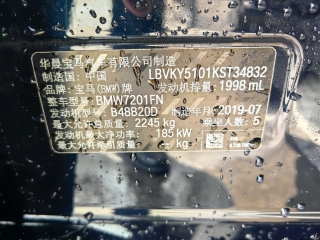 华晨宝马汽车有限公司制造
制造国：中国 LBVKY5101KST34832
品牌：宝马(BMW)牌 发动机排量：1998 mL
整车型号：BMW7201FN
发动机型号：B48B20D 制造年月：2019-07
最大允许总质量：2245 kg 乘坐人数：5
发动机最大净功率：185 kW
kg